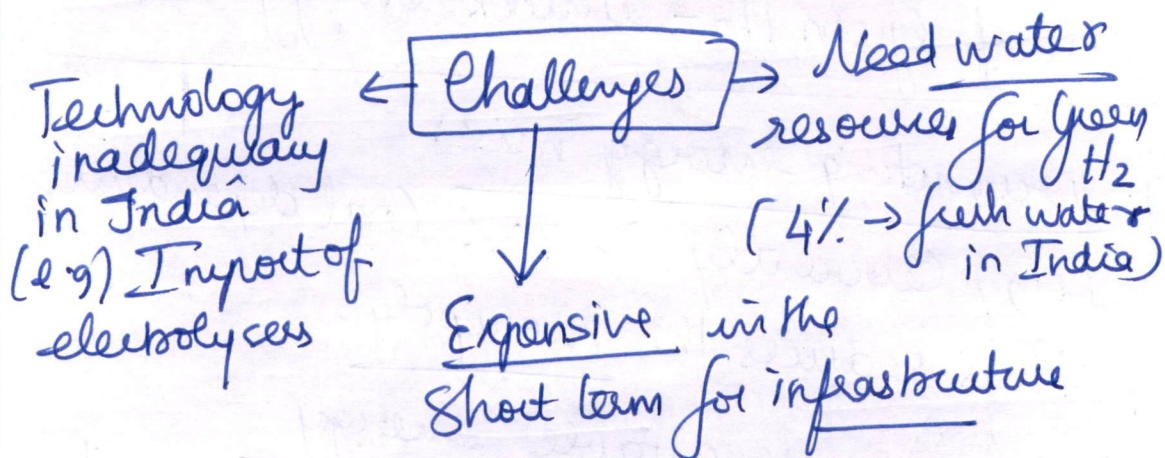 Challenges
Technology
inadequacy
in India
(e.g) Import of
electrolysers
Expensive in the
Short term for infrastructure
Need water
resources for Green
H2
(4% → fresh water
in India)